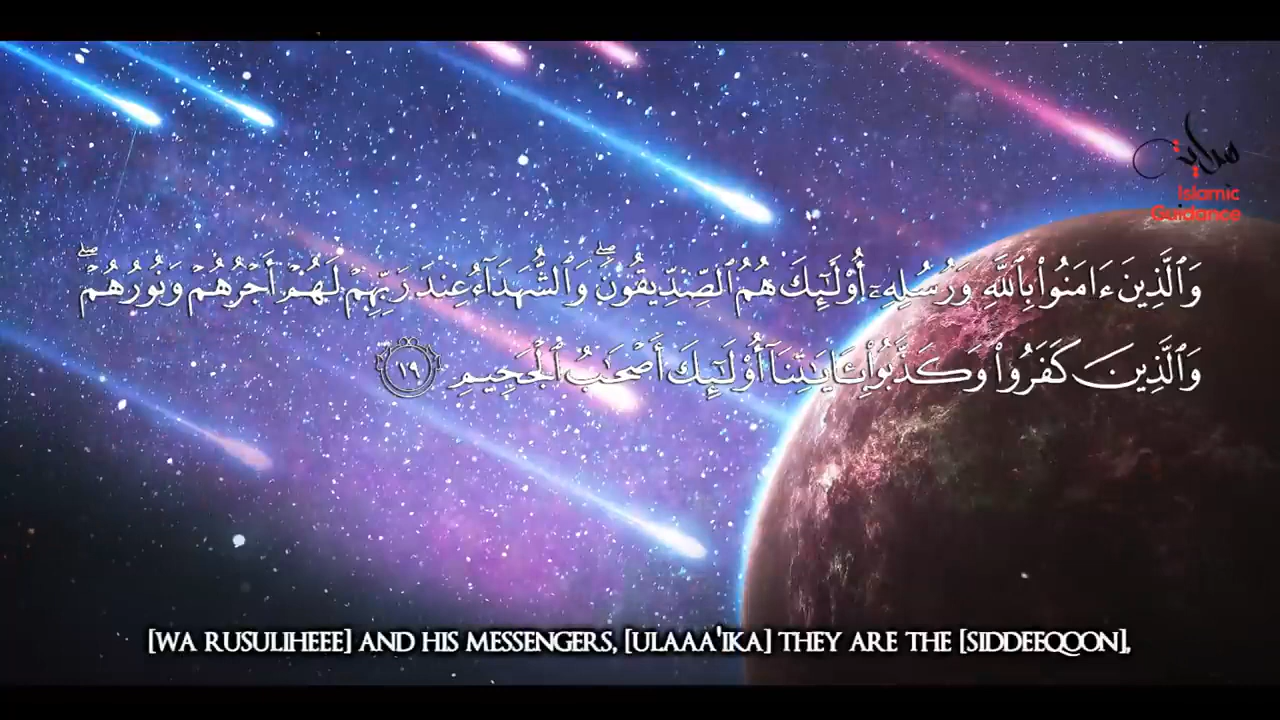 هداية
Islamic
Guidance
وَٱلَّذِينَ ءَامَنُوا۟ بِٱللَّهِ وَرُسُلِهِۦٓ أُو۟لَٰٓئِكَ هُمُ ٱلصِّدِّيقُونَ ۖ وَٱلشُّهَدَآءُ عِندَ رَبِّهِمْ لَهُمْ أَجْرُهُمْ وَنُورُهُمْ ۖ
وَٱلَّذِينَ كَفَرُوا۟ وَكَذَّبُوا۟ بِـَٔايَٰتِنَآ أُو۟لَٰٓئِكَ أَصْحَٰبُ ٱلْجَحِيمِ ١٩
[WA RUSULIHEEE] AND HIS MESSENGERS, [ULAAA'IKA] THEY ARE THE [SIDDEEQOON],